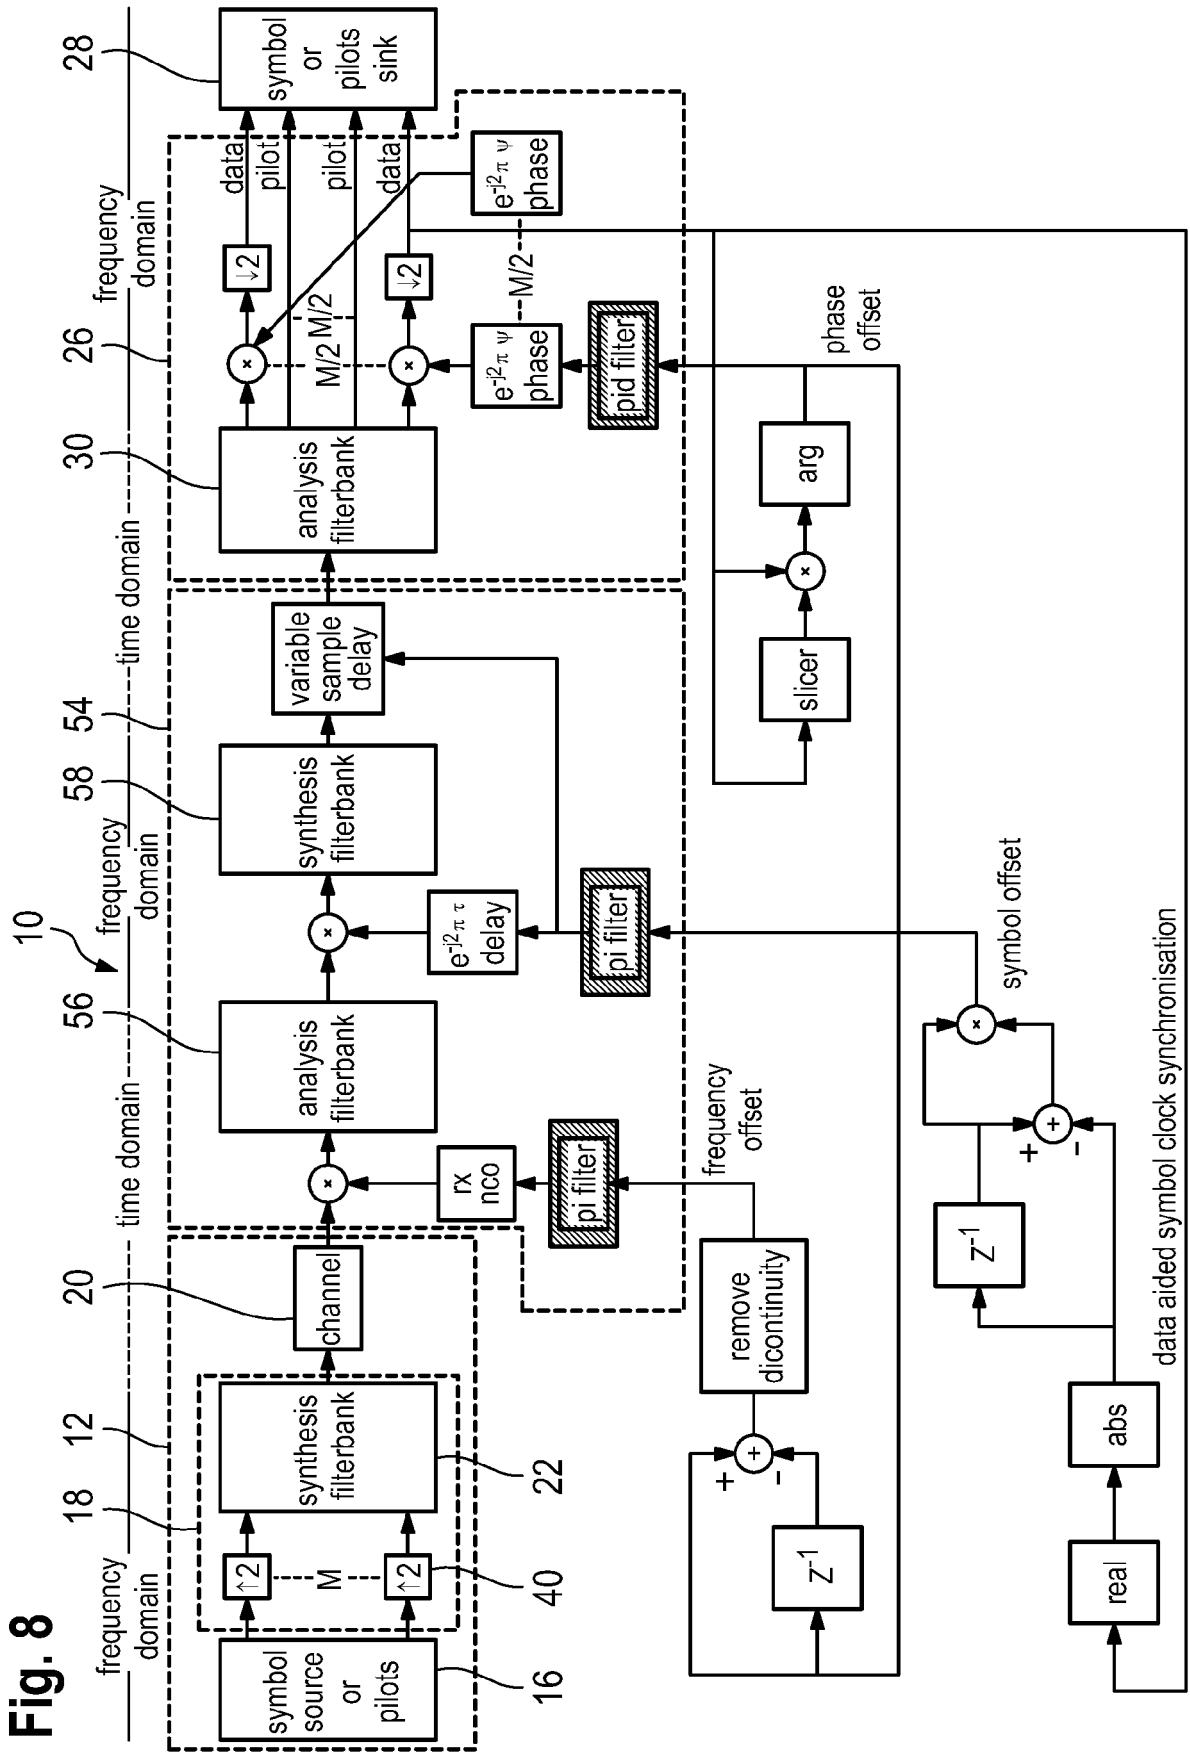 Fig. 8
10
frequency
domain
time domain
frequency
domain
time domain
frequency
domain
18
12
20
56
58
54
30
26
28
symbol
source
or
pilots
16
↑2
M
↑2
40
synthesis
filterbank
22
channel
×
rx
nco
pi filter
analysis
filterbank
×
e-j2π τ
delay
pi filter
synthesis
filterbank
variable
sample
delay
analysis
filterbank
×
M/2
M/2
×
↓2
↓2
data
pilot
pilot
data
e-j2π ψ
phase
M/2
e-j2π ψ
phase
pid filter
symbol
or
pilots
sink
frequency
offset
remove
dicontinuity
+
+
-
Z-1
slicer
×
arg
phase
offset
symbol offset
×
+
+
-
Z-1
real
abs
data aided symbol clock synchronisation